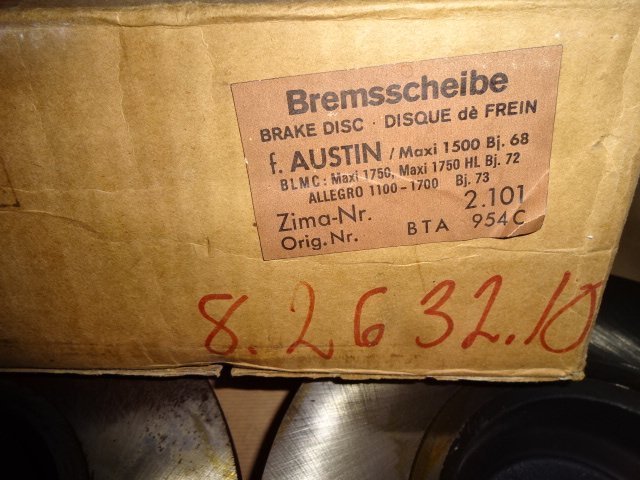 Bremsscheibe
BRAKE DISC · DISQUE dè FREIN
f. AUSTIN / Maxi 1500 Bj. 68
BLMC: Maxi 1750, Maxi 1750 HL Bj. 72
ALLEGRO 1100-1700 Bj. 73
Zima-Nr. 2.101
Orig.Nr. BTA 954C
8.2632.10